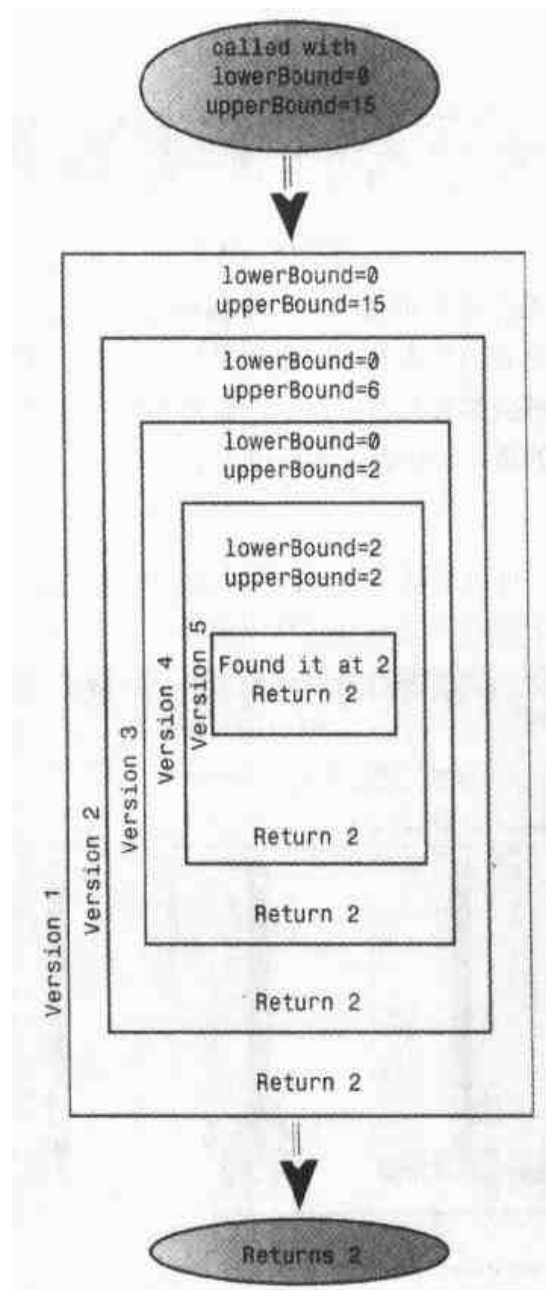 called with
lowerBound=0
upperBound=15
lowerBound=0
upperBound=15
lowerBound=0
upperBound=6
lowerBound=0
upperBound=2
lowerBound=2
upperBound=2
Found it at 2
Return 2
Version 5
Return 2
Version 4
Return 2
Version 3
Return 2
Version 2
Return 2
Version 1
Returns 2